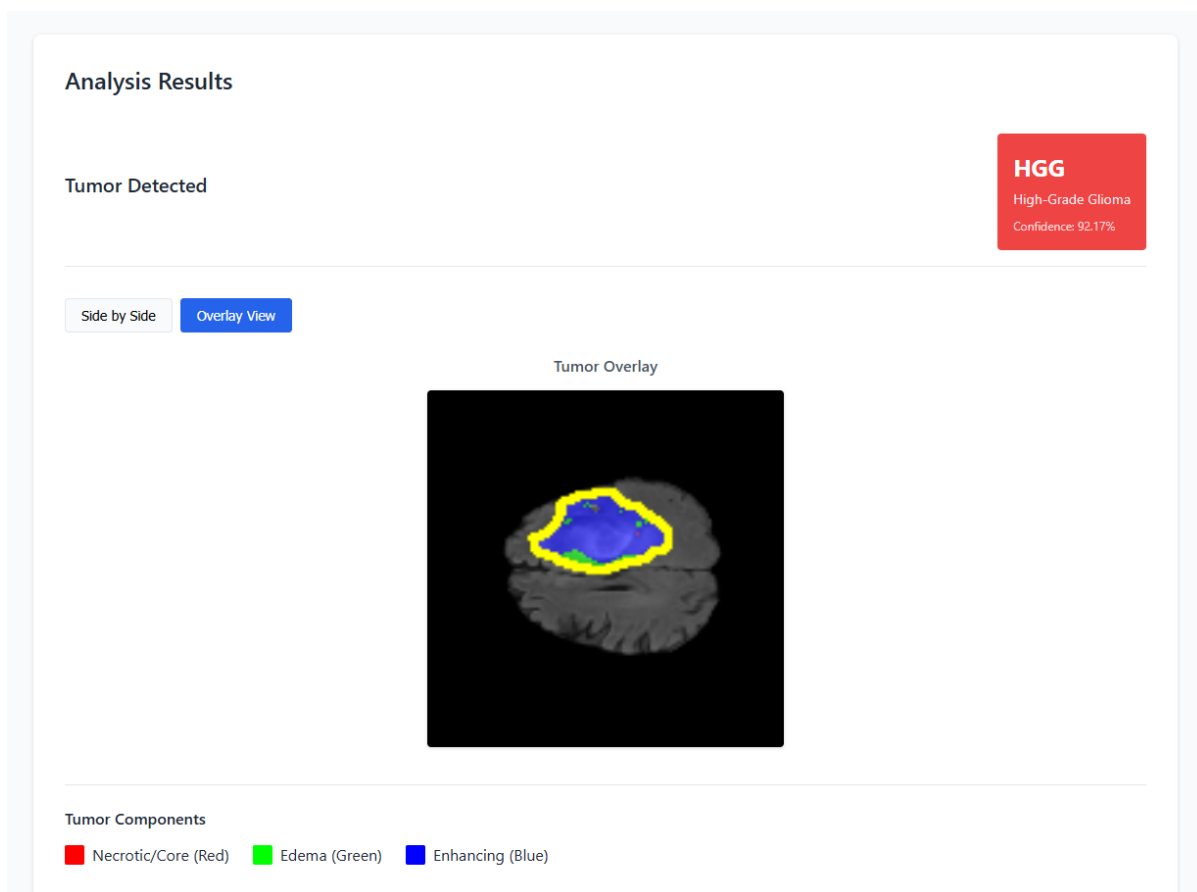 Analysis Results
Tumor Detected
HGG
High-Grade Glioma
Confidence: 92.17%
Side by Side
Overlay View
Tumor Overlay
Tumor Components
Necrotic/Core (Red)
Edema (Green)
Enhancing (Blue)